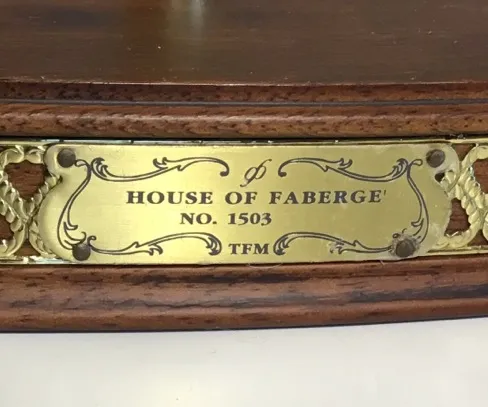 HOUSE OF FABERGE'
NO. 1503
TFM